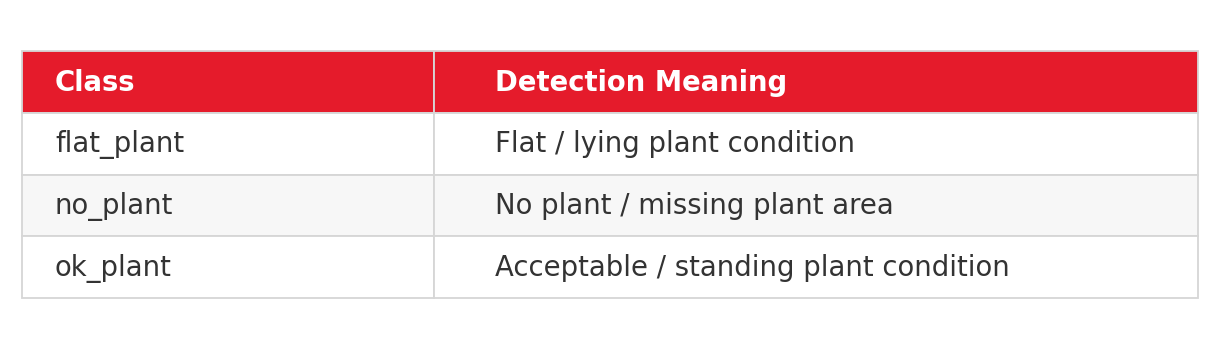 Class Detection Meaning
flat_plant Flat / lying plant condition
no_plant No plant / missing plant area
ok_plant Acceptable / standing plant condition